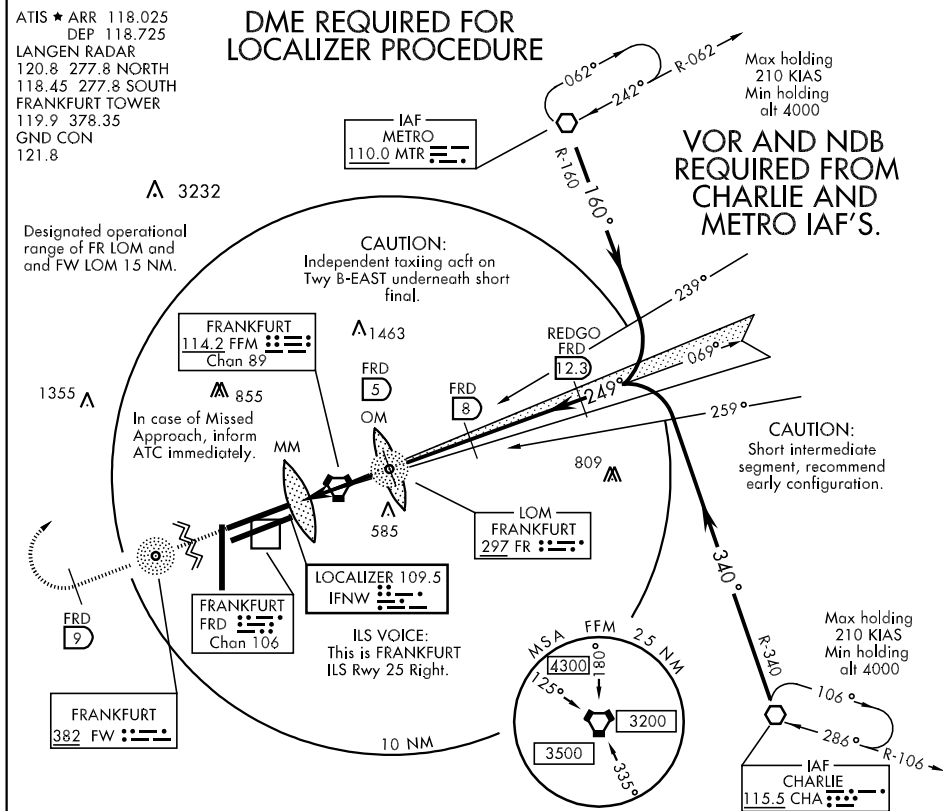 ATIS ★ ARR 118.025
DEP 118.725
LANGEN RADAR
120.8 277.8 NORTH
118.45 277.8 SOUTH
FRANKFURT TOWER
119.9 378.35
GND CON
121.8
DME REQUIRED FOR
LOCALIZER PROCEDURE
062°
242°
R-062
Max holding
210 KIAS
Min holding
alt 4000
IAF
METRO
110.0 MTR
R-160
160°
VOR AND NDB
REQUIRED FROM
CHARLIE AND
METRO IAF'S.
3232
Designated operational
range of FR LOM and
and FW LOM 15 NM.
CAUTION:
Independent taxiing acft on
Twy B-EAST underneath short
final.
239°
FRANKFURT
114.2 FFM
Chan 89
1463
REDGO
FRD
12.3
FRD
5
FRD
8
069°
249°
259°
1355
855
In case of Missed
Approach, inform
ATC immediately.
OM
MM
809
CAUTION:
Short intermediate
segment, recommend
early configuration.
585
LOM
FRANKFURT
297 FR
340°
LOCALIZER 109.5
IFNW
FRANKFURT
FRD
Chan 106
FRD
9
ILS VOICE:
This is FRANKFURT
ILS Rwy 25 Right.
R-340
Max holding
210 KIAS
Min holding
alt 4000
MSA FFM 25 NM
4300
180°
125°
3200
3500
335°
106°
286°
R-106
FRANKFURT
382 FW
10 NM
IAF
CHARLIE
115.5 CHA